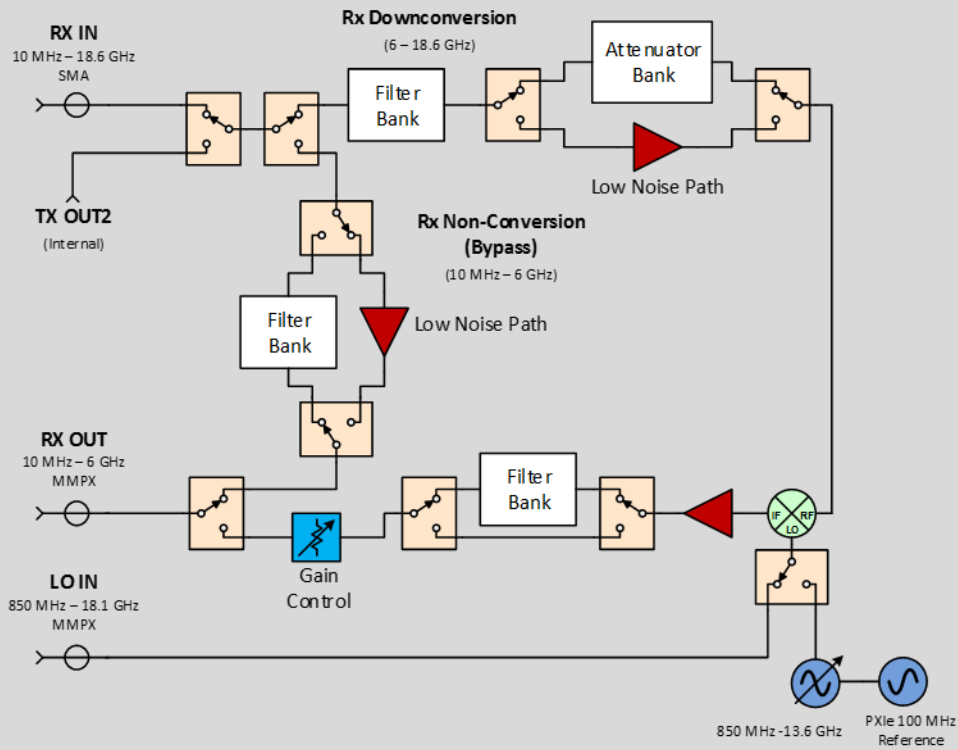 Rx Downconversion
(6 – 18.6 GHz)
RX IN
10 MHz – 18.6 GHz
SMA
Filter
Bank
Attenuator
Bank
Low Noise Path
TX OUT2
(Internal)
Rx Non-Conversion
(Bypass)
(10 MHz – 6 GHz)
Filter
Bank
Low Noise Path
RX OUT
10 MHz – 6 GHz
MMPX
Filter
Bank
IF
RF
LO
Gain
Control
LO IN
850 MHz – 18.1 GHz
MMPX
850 MHz -13.6 GHz
PXIe 100 MHz
Reference